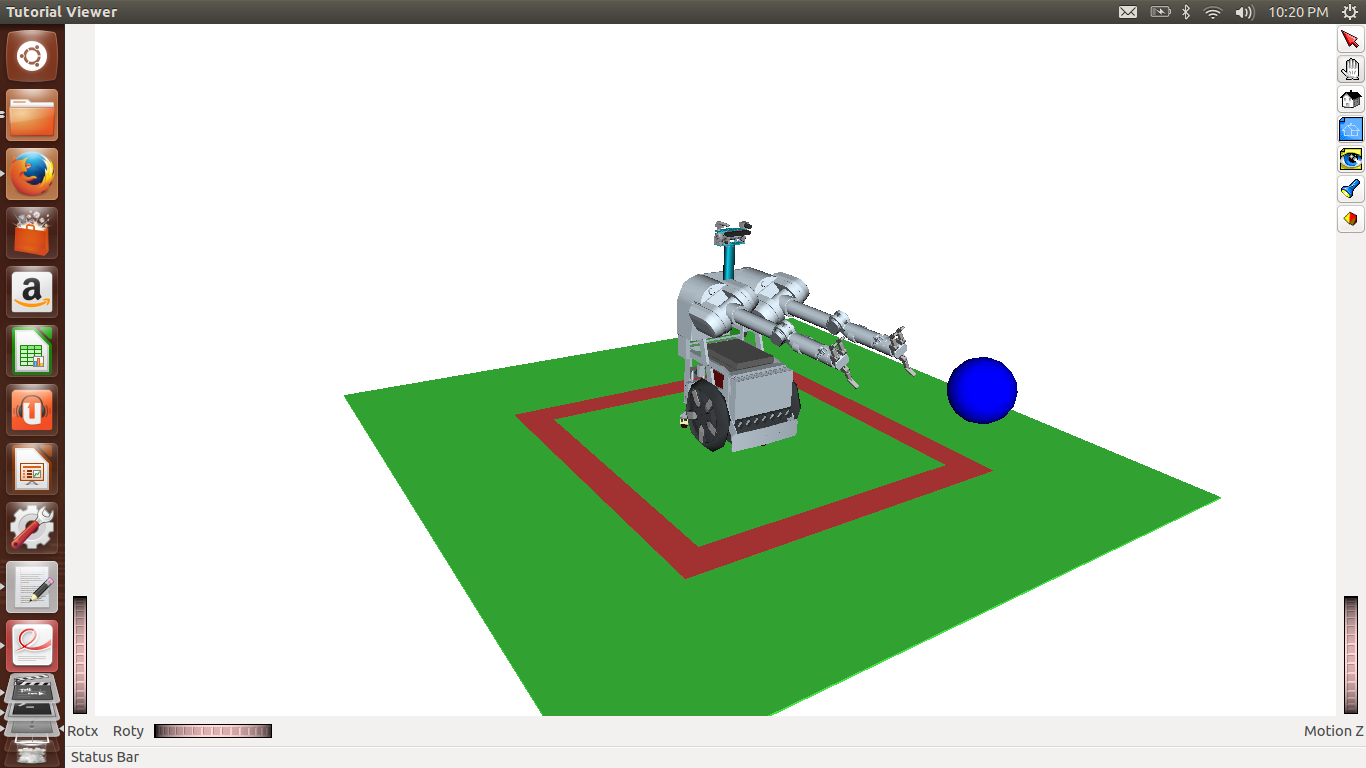 Tutorial Viewer
10:20 PM
a
Rotx Roty
Motion Z
Status Bar